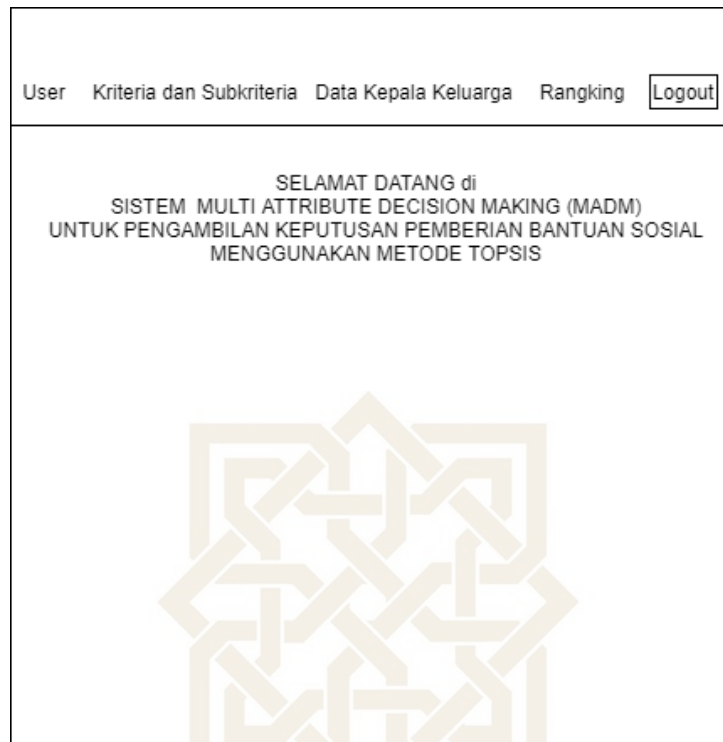 User Kriteria dan Subkriteria Data Kepala Keluarga Rangking Logout
SELAMAT DATANG di
SISTEM MULTI ATTRIBUTE DECISION MAKING (MADM)
UNTUK PENGAMBILAN KEPUTUSAN PEMBERIAN BANTUAN SOSIAL
MENGGUNAKAN METODE TOPSIS